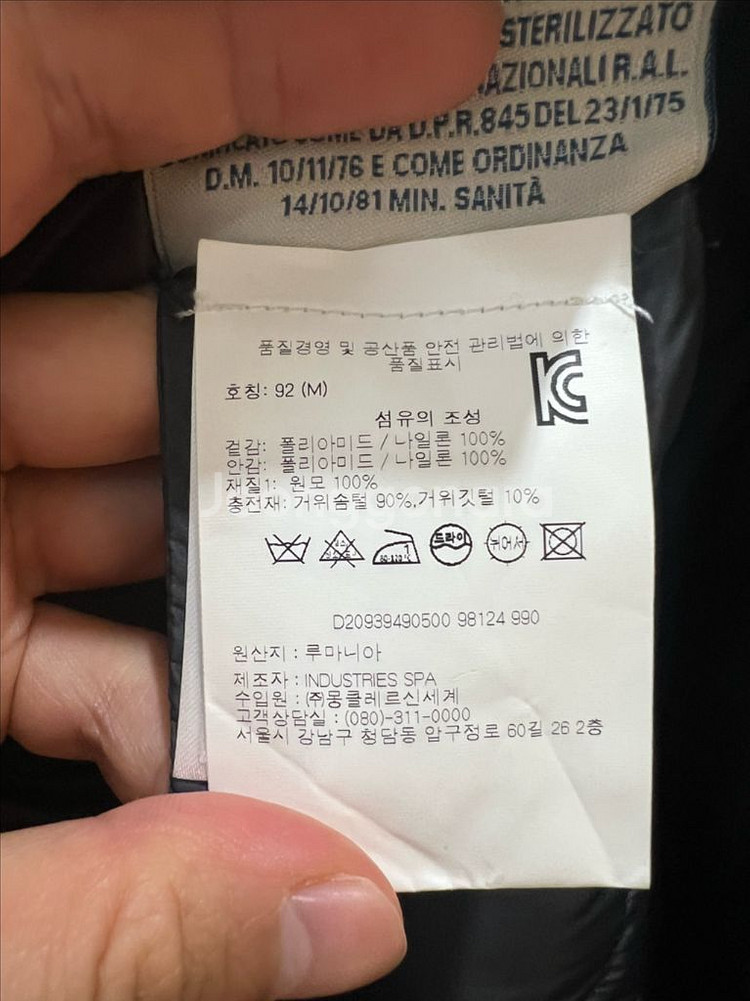 STERILIZZATO
NAZIONALI R.A.L.
COME DA D.P.R. 845 DEL 23/1/75
D.M. 10/11/76 E COME ORDINANZA
14/10/81 MIN. SANITÀ
품질경영 및 공산품 안전 관리법에 의한
품질표시
호칭: 92 (M)
섬유의 조성
겉감: 폴리아미드 / 나일론 100%
안감: 폴리아미드 / 나일론 100%
재질1: 원모 100%
충전재: 거위솜털 90%,거위깃털 10%
드라이
뉘어서
D20939490500 98124 990
원산지 : 루마니아
제조자 : INDUSTRIES SPA
수입원 : (주)몽클레르신세계
고객상담실 : (080)-311-0000
서울시 강남구 청담동 압구정로 60길 26 2층